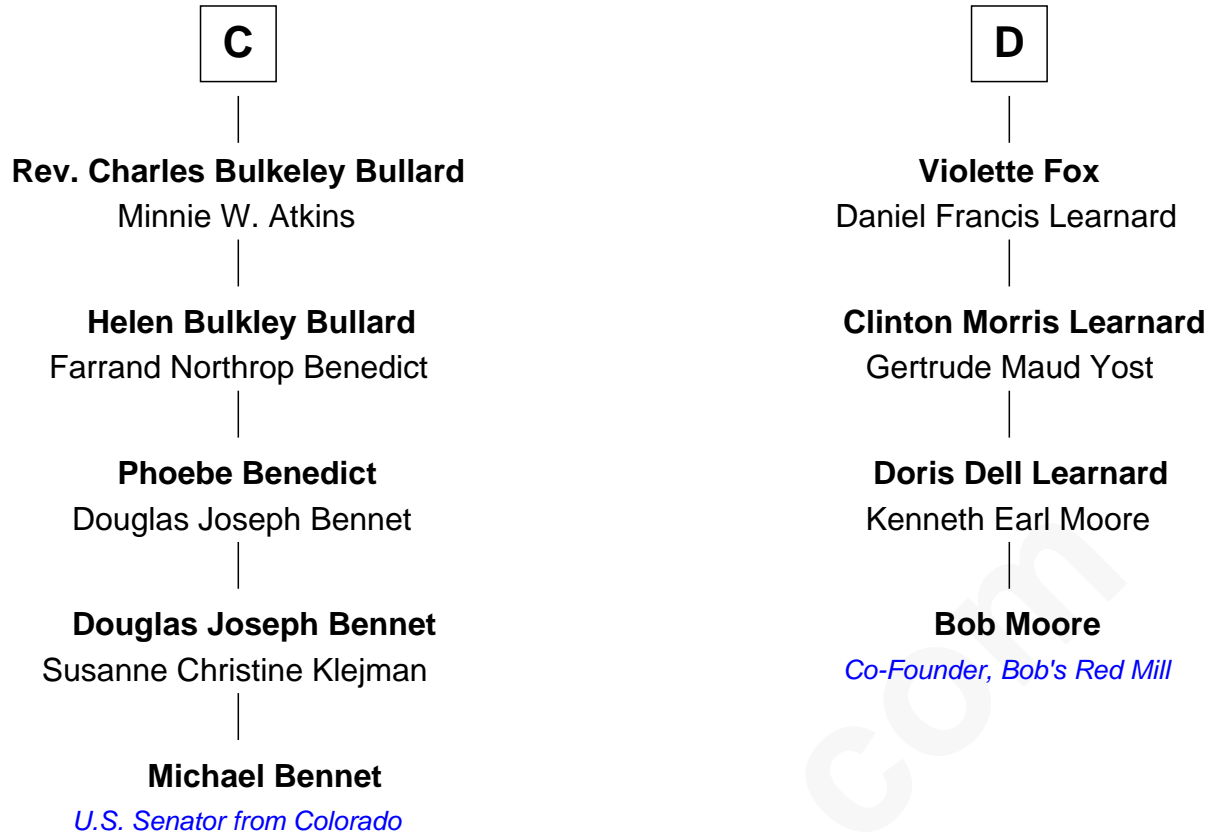 C
Rev. Charles Bulkeley Bullard
Minnie W. Atkins
Helen Bulkley Bullard
Farrand Northrop Benedict
Phoebe Benedict
Douglas Joseph Bennet
Douglas Joseph Bennet
Susanne Christine Klejman
Michael Bennet
U.S. Senator from Colorado
D
Violette Fox
Daniel Francis Learnard
Clinton Morris Learnard
Gertrude Maud Yost
Doris Dell Learnard
Kenneth Earl Moore
Bob Moore
Co-Founder, Bob's Red Mill
com